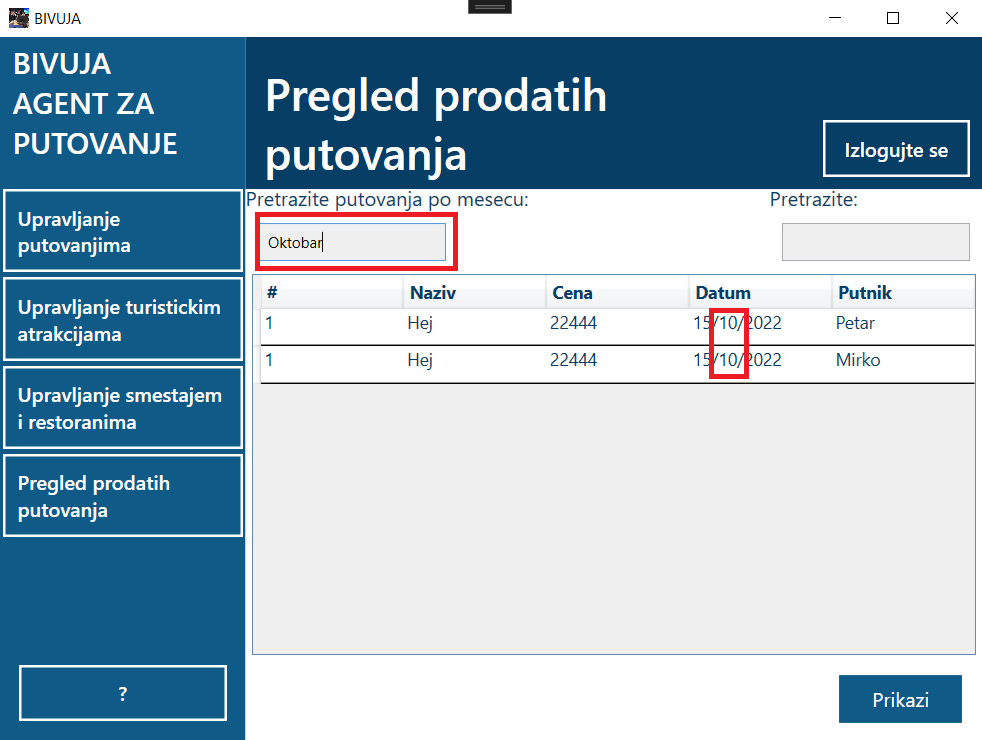 BIVUJA
BIVUJA
AGENT ZA
PUTOVANJE
Pregled prodatih
putovanja
Izlogujte se
Upravljanje
putovanjima
Upravljanje turistickim
atrakcijama
Upravljanje smestajem
i restoranima
Pregled prodatih
putovanja
?
Pretrazite putovanja po mesecu:
Pretrazite:
Oktobar
# Naziv Cena Datum Putnik
1 Hej 22444 15/10/2022 Petar
1 Hej 22444 15/10/2022 Mirko
Prikazi